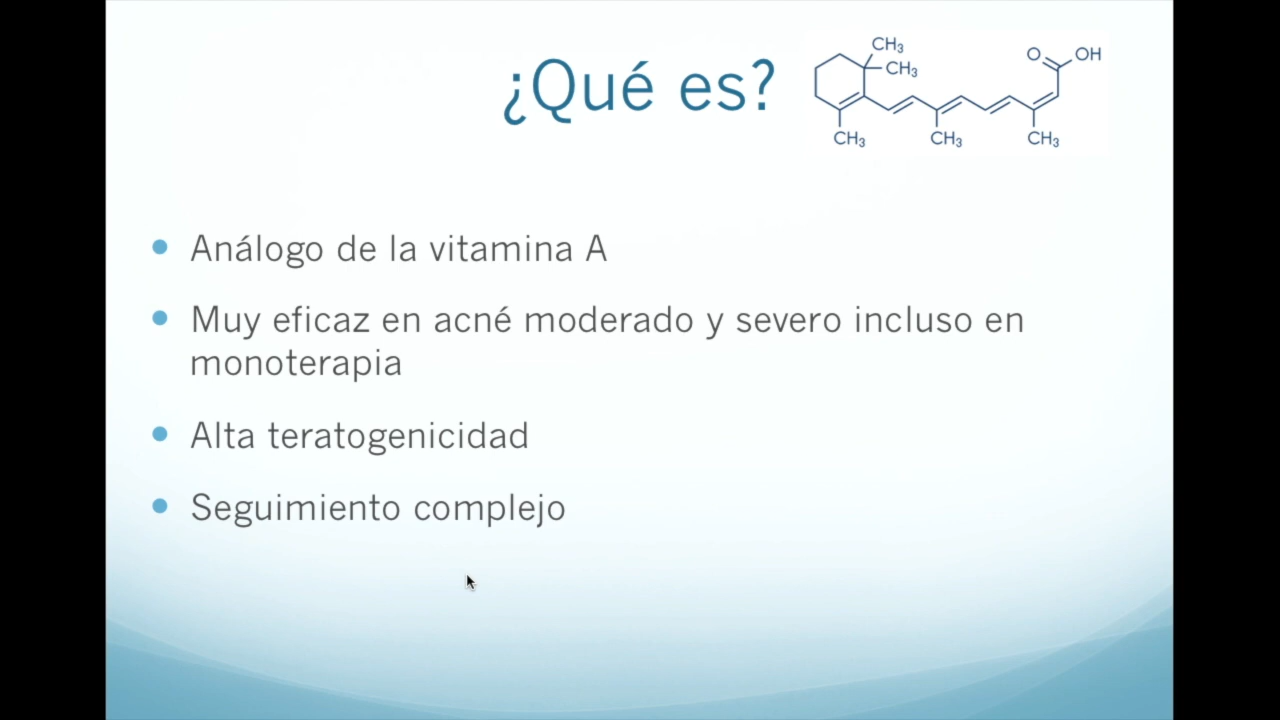 ¿Qué es?
CH3
CH3
O
OH
CH3
CH3
CH3
Análogo de la vitamina A
Muy eficaz en acné moderado y severo incluso en
monoterapia
Alta teratogenicidad
Seguimiento complejo